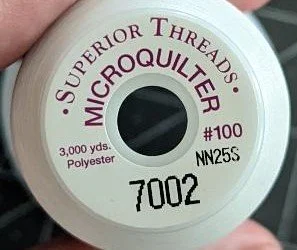 • SUPERIOR THREADS •
MICROQUILTER
#100
3,000 yds.
Polyester
NN25S
7002